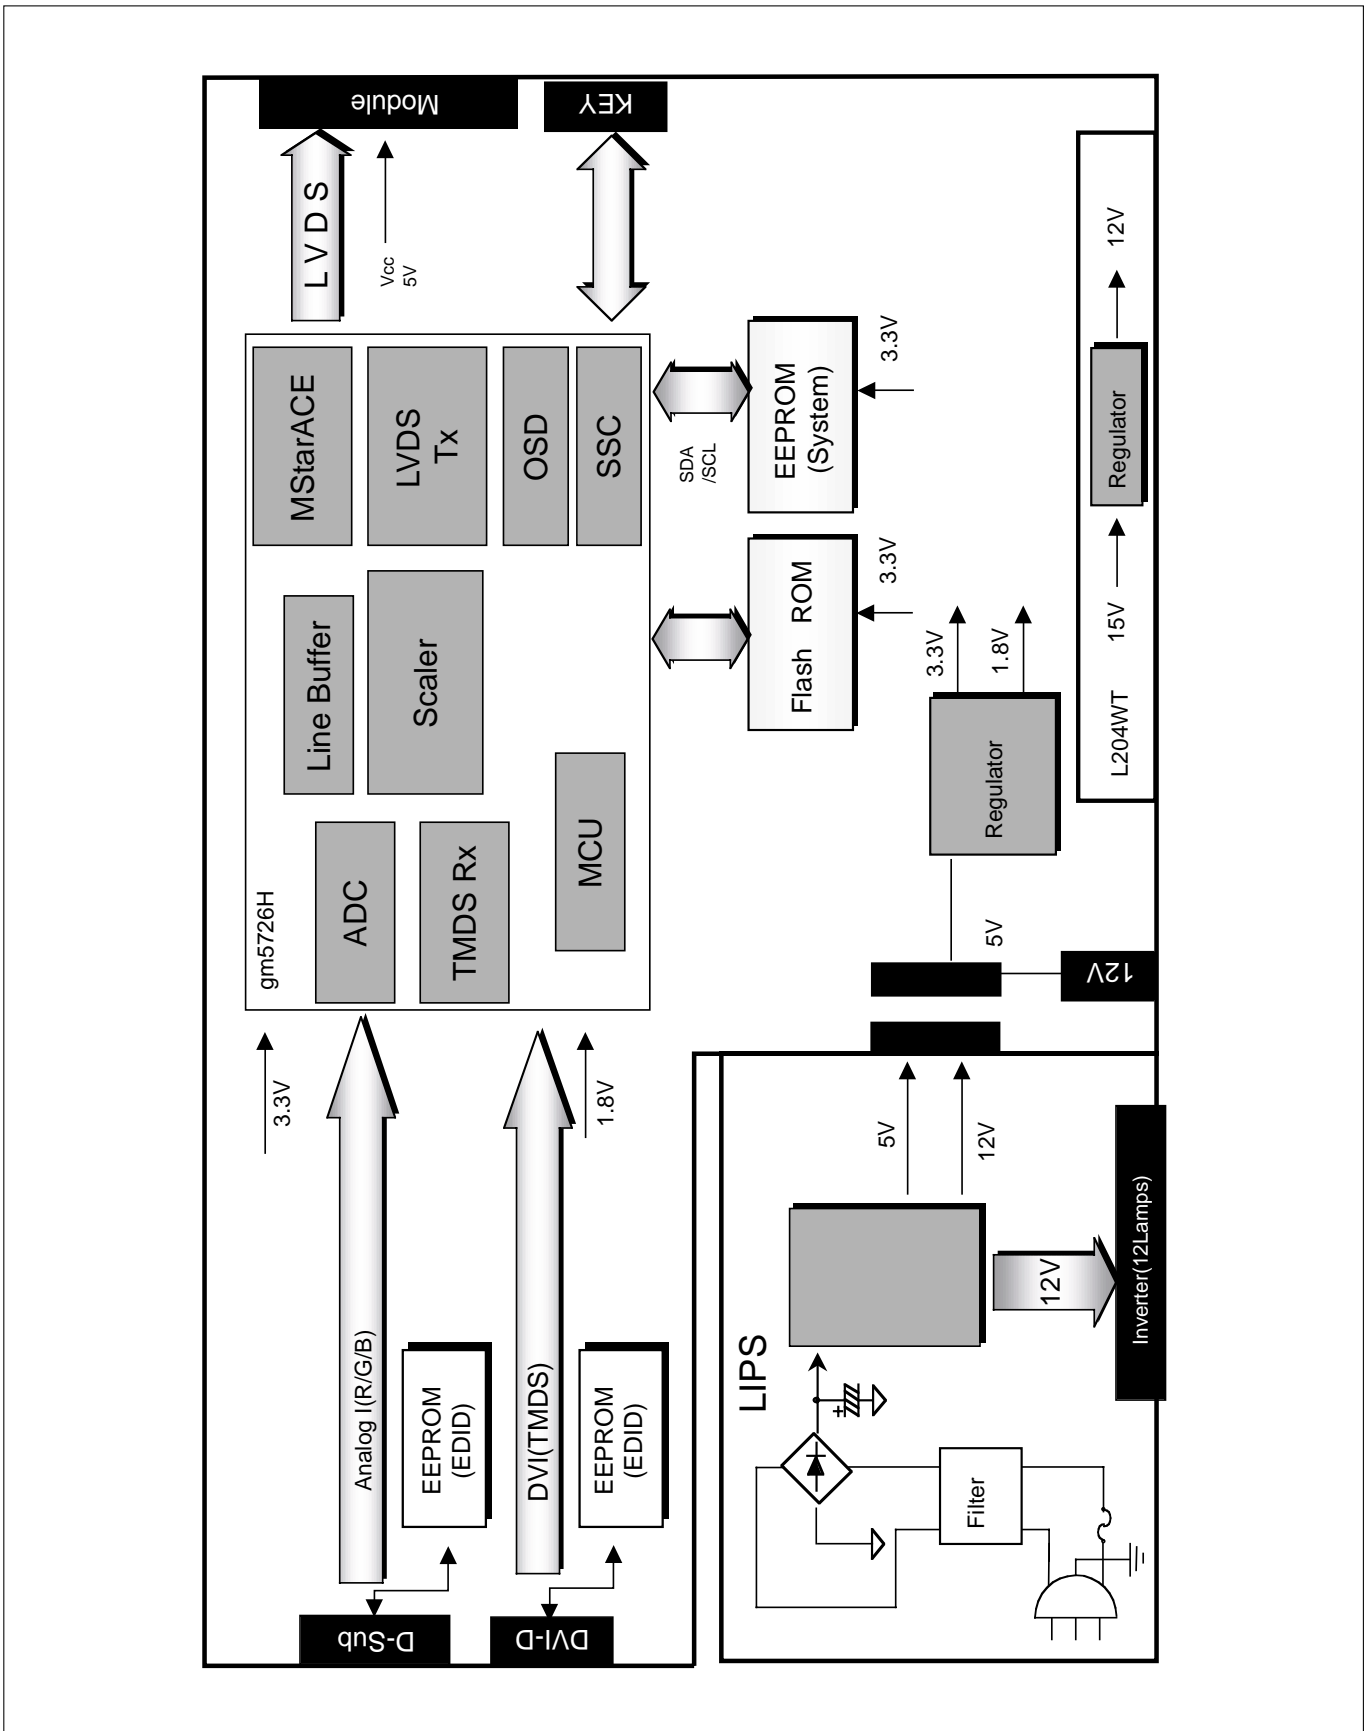 Module
KEY
LVDS
Vcc
5V
gm5726H
MStarACE
LVDS
Tx
OSD
SSC
Line Buffer
Scaler
ADC
TMDS Rx
MCU
SDA
/SCL
EEPROM
(System)
3.3V
Flash ROM
3.3V
3.3V
Analog I(R/G/B)
EEPROM
(EDID)
D-Sub
1.8V
DVI(TMDS)
EEPROM
(EDID)
DVI-D
3.3V
1.8V
Regulator
5V
12V
L204WT
15V
Regulator
12V
LIPS
5V
12V
12V
Inverter(12Lamps)
+
Filter